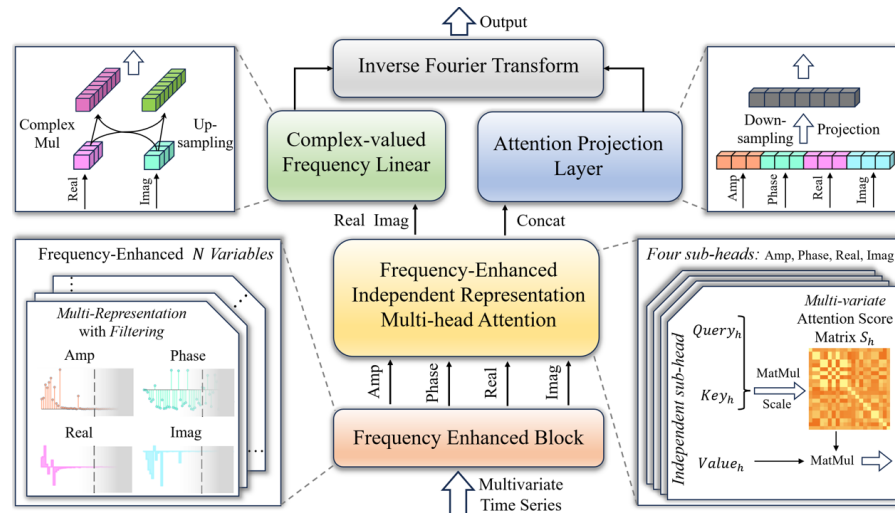 Output
Inverse Fourier Transform
Complex
Mul
Up-
sampling
Real
Imag
Complex-valued
Frequency Linear
Attention Projection
Layer
Down-
sampling
Projection
Amp
Phase
Real
Imag
Real Imag
Concat
Frequency-Enhanced N Variables
Multi-Representation
with Filtering
Amp
Phase
Real
Imag
Frequency-Enhanced
Independent Representation
Multi-head Attention
Amp
Phase
Real
Imag
Frequency Enhanced Block
Multivariate
Time Series
Four sub-heads: Amp, Phase, Real, Imag
Independent sub-head
Query_h
Key_h
Value_h
MatMul
Scale
Multi-variate
Attention Score
Matrix S_h
MatMul